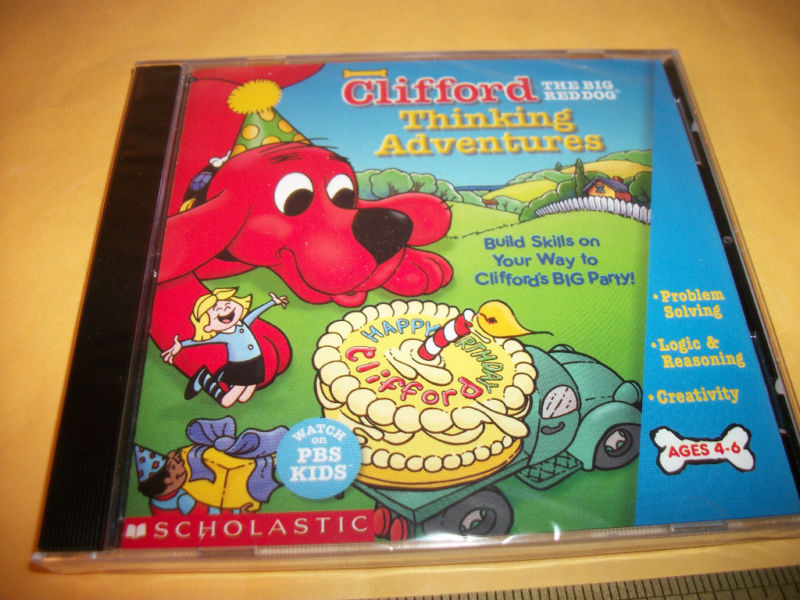 Clifford THE BIG
RED DOG
Thinking
Adventures
Build Skills on
Your Way to
Clifford's BIG Party!
•Problem
Solving
•Logic &
Reasoning
•Creativity
AGES 4-6
HAPPY BIRTHDAY
Clifford
WATCH
on
PBS
KIDS
SCHOLASTIC